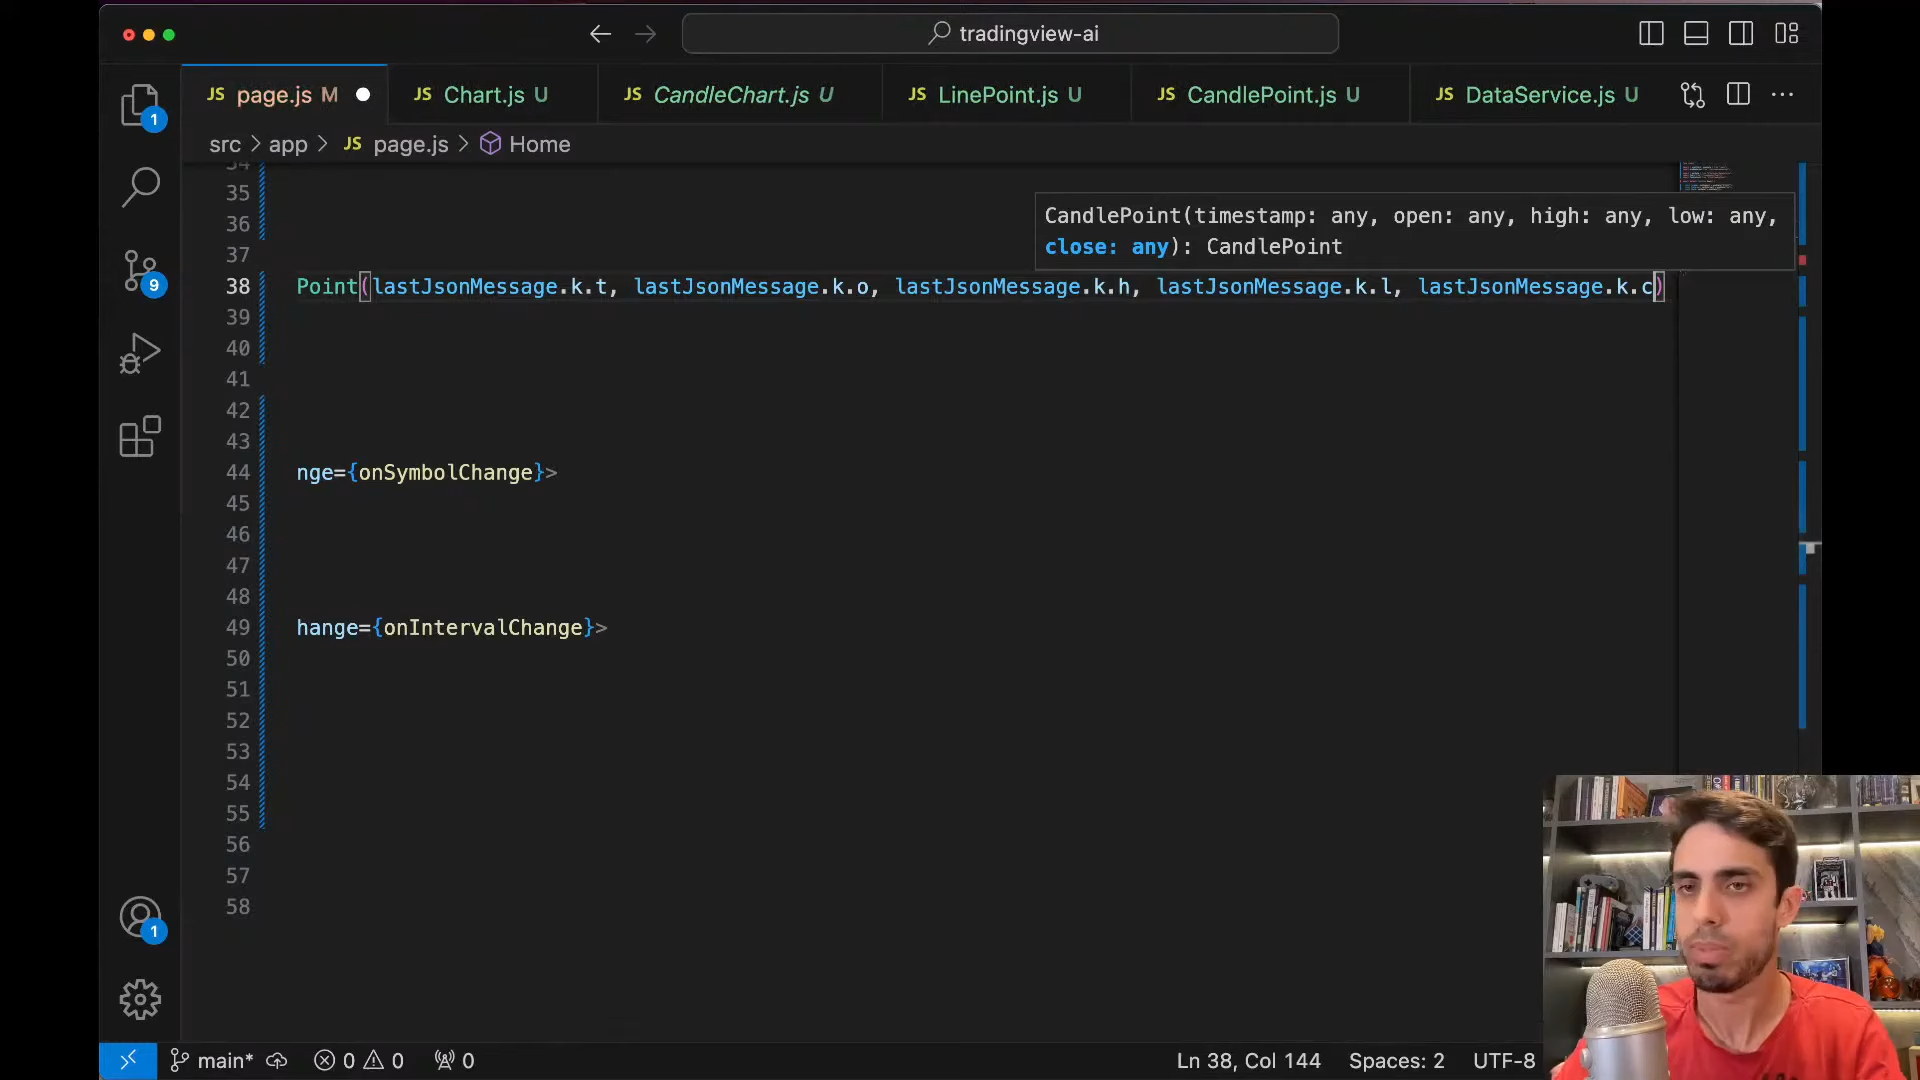 tradingview-ai
JS page.js M
JS Chart.js U
JS CandleChart.js U
JS LinePoint.js U
JS CandlePoint.js U
JS DataService.js U
src > app > JS page.js > Home
34
35
36
CandlePoint(timestamp: any, open: any, high: any, low: any,
close: any): CandlePoint
37
38 Point(lastJsonMessage.k.t, lastJsonMessage.k.o, lastJsonMessage.k.h, lastJsonMessage.k.l, lastJsonMessage.k.c)
39
40
41
42
43
44 nge={onSymbolChange}>
45
46
47
48
49 hange={onIntervalChange}>
50
51
52
53
54
55
56
57
58
1
9
1
main* 0 0 0 Ln 38, Col 144 Spaces: 2 UTF-8